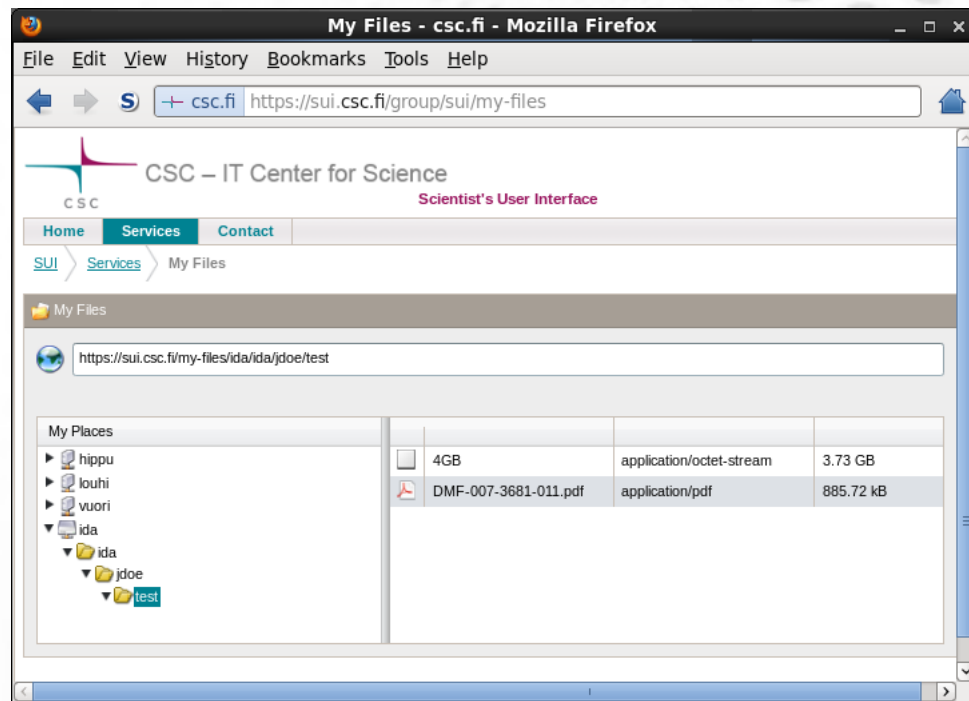 My Files - csc.fi - Mozilla Firefox
File Edit View History Bookmarks Tools Help
S csc.fi https://sui.csc.fi/group/sui/my-files
CSC – IT Center for Science
csc
Scientist's User Interface
Home Services Contact
SUI Services My Files
My Files
https://sui.csc.fi/my-files/ida/ida/jdoe/test
My Places
hippu
louhi
vuori
ida
ida
jdoe
test
4GB application/octet-stream 3.73 GB
DMF-007-3681-011.pdf application/pdf 885.72 kB